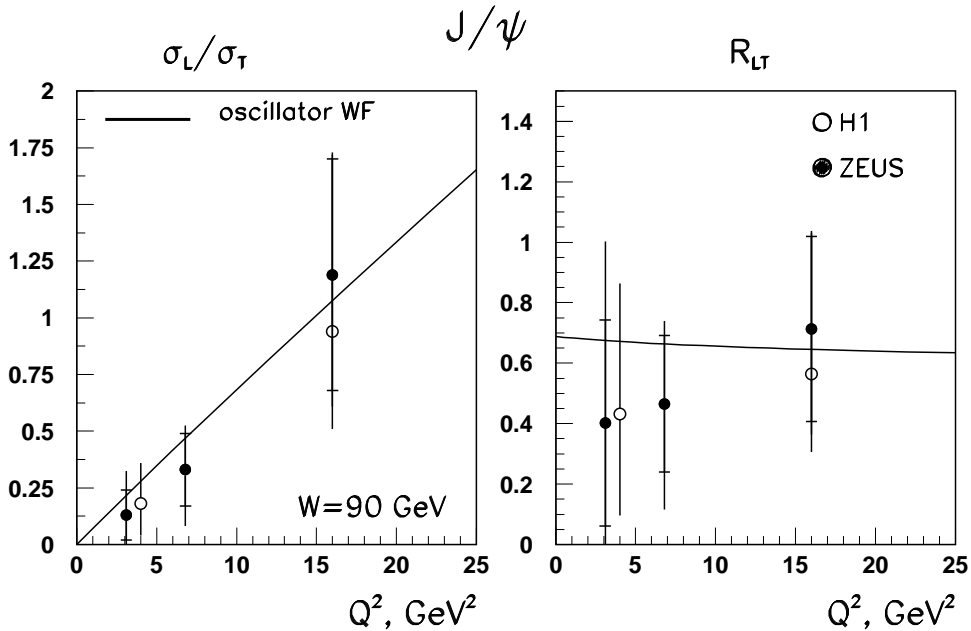 J/ψ
σL/σT
RLT
oscillator WF
H1
ZEUS
W=90 GeV
2
1.75
1.5
1.25
1
0.75
0.5
0.25
0
0 5 10 15 20 25
Q², GeV²
1.4
1.2
1
0.8
0.6
0.4
0.2
0
0 5 10 15 20 25
Q², GeV²